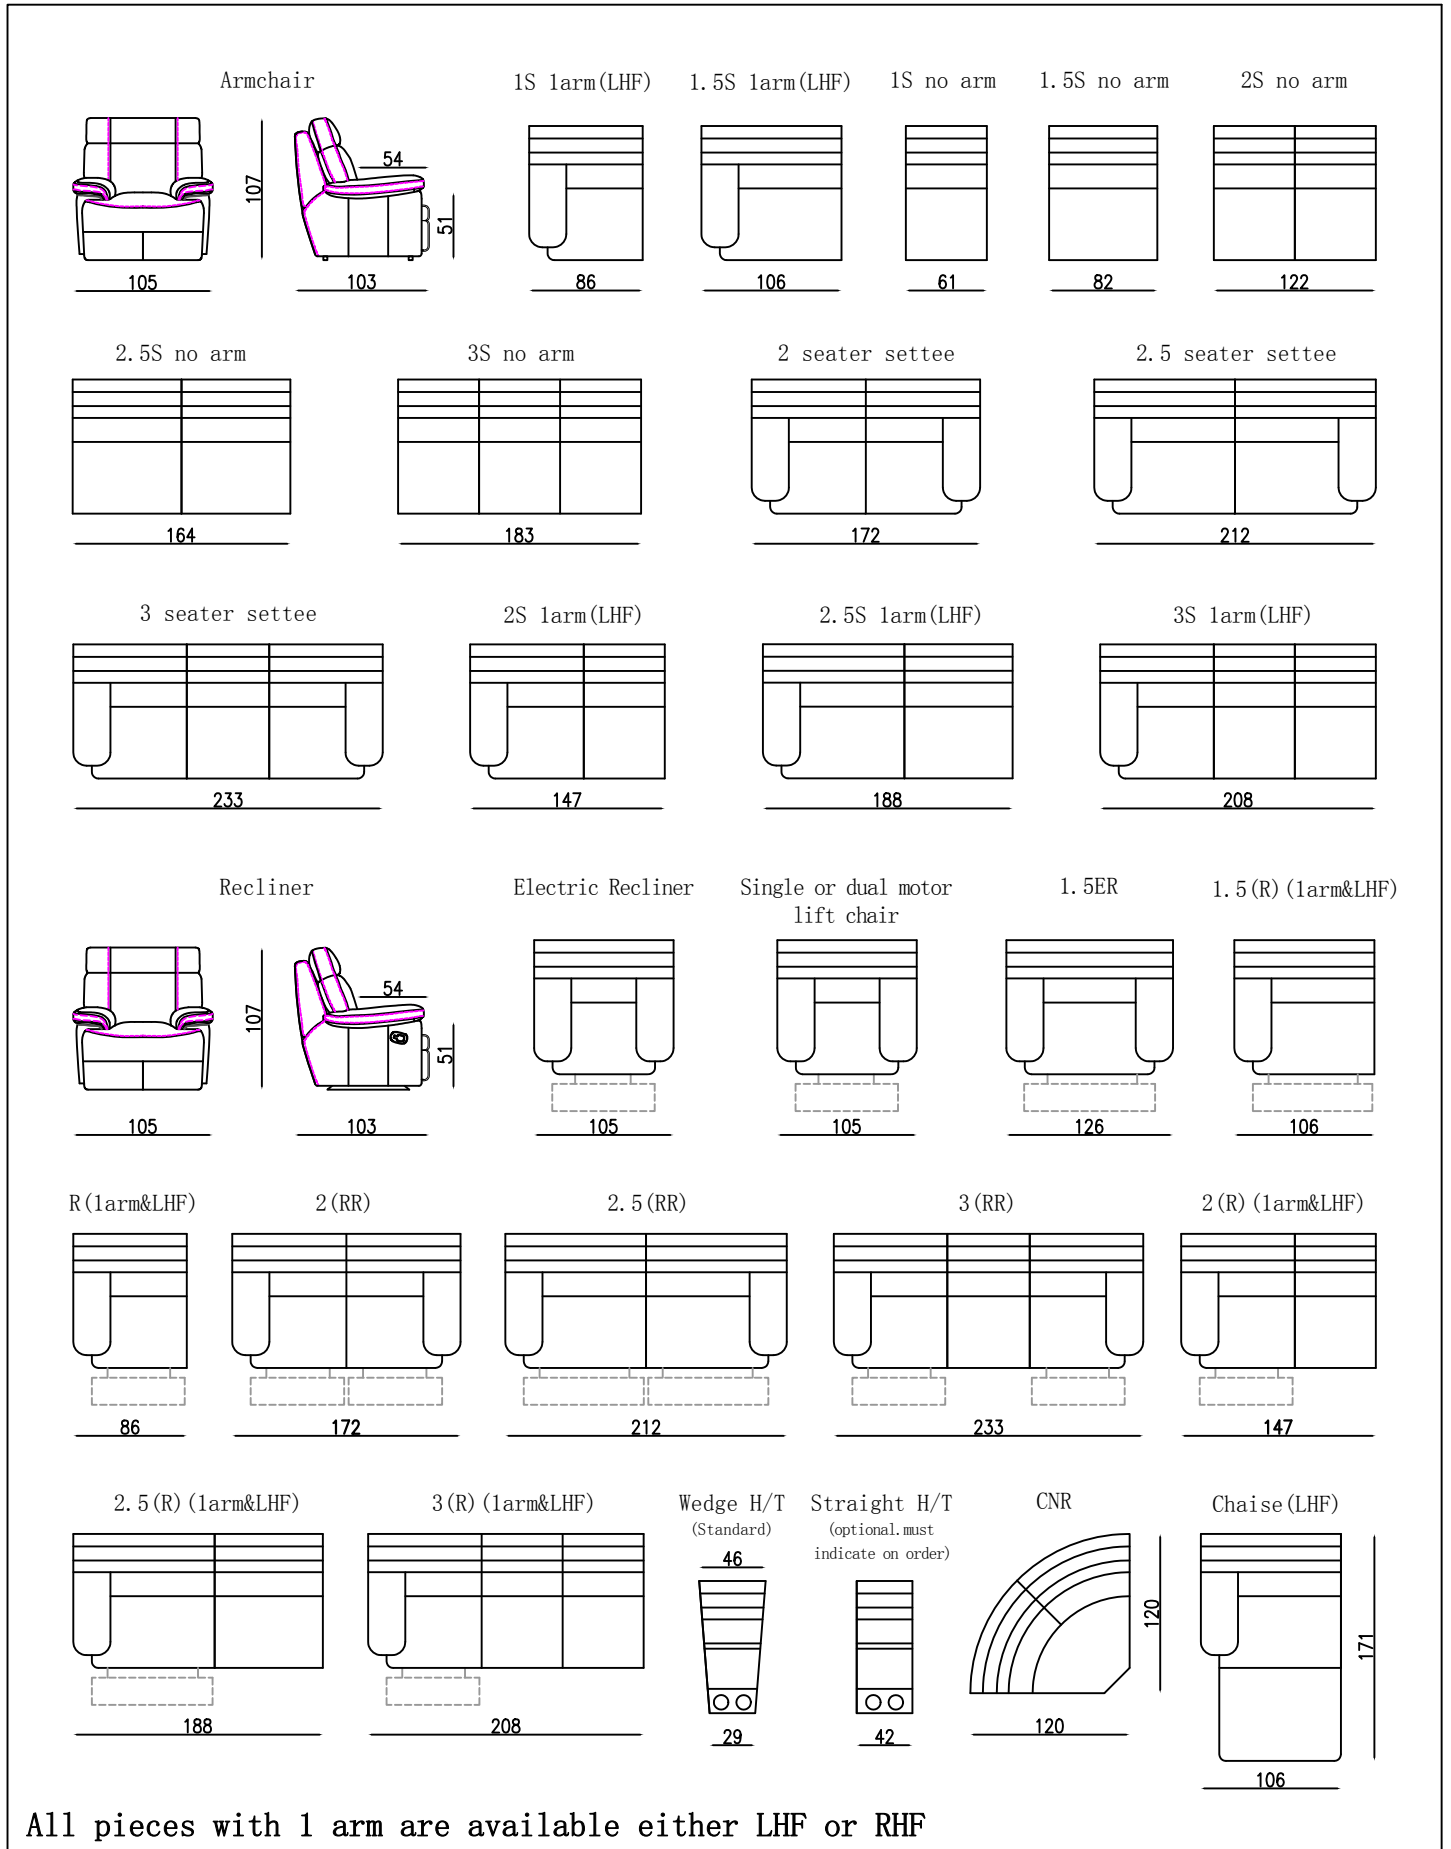 Armchair
1S 1arm(LHF)
1.5S 1arm(LHF)
1S no arm
1.5S no arm
2S no arm
107
54
51
105
103
86
106
61
82
122
2.5S no arm
3S no arm
2 seater settee
2.5 seater settee
164
183
172
212
3 seater settee
2S 1arm(LHF)
2.5S 1arm(LHF)
3S 1arm(LHF)
233
147
188
208
Recliner
Electric Recliner
Single or dual motor
lift chair
1.5ER
1.5(R)(1arm&LHF)
107
54
51
105
103
105
105
126
106
R(1arm&LHF)
2(RR)
2.5(RR)
3(RR)
2(R)(1arm&LHF)
86
172
212
233
147
2.5(R)(1arm&LHF)
3(R)(1arm&LHF)
Wedge H/T
(Standard)
46
Straight H/T
(optional.must
indicate on order)
CNR
Chaise(LHF)
120
171
188
208
29
42
120
106
All pieces with 1 arm are available either LHF or RHF